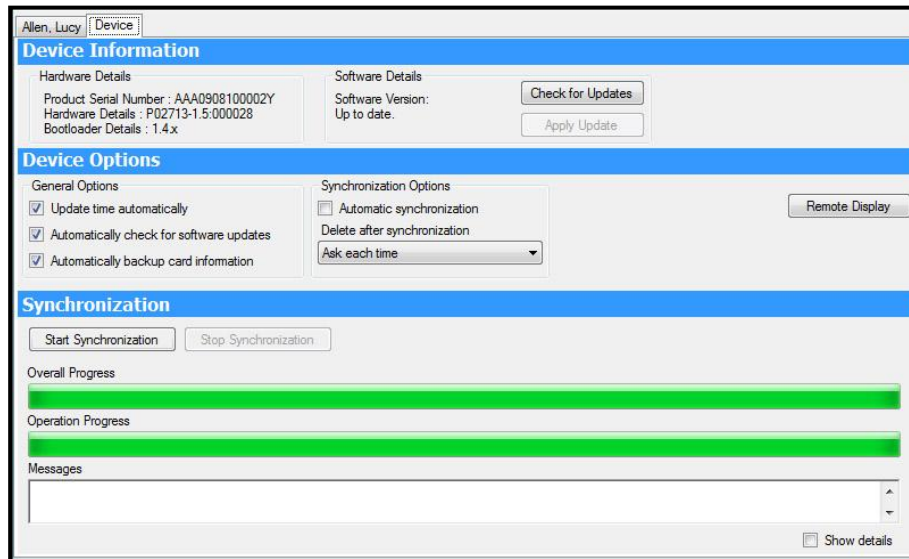 Allen, Lucy
Device
Device Information
Hardware Details
Product Serial Number : AAA0908100002Y
Hardware Details : P02713-1.5:000028
Bootloader Details : 1.4.x
Software Details
Software Version:
Up to date.
Check for Updates
Apply Update
Device Options
General Options
Update time automatically
Automatically check for software updates
Automatically backup card information
Synchronization Options
Automatic synchronization
Delete after synchronization
Ask each time
Remote Display
Synchronization
Start Synchronization
Stop Synchronization
Overall Progress
Operation Progress
Messages
Show details